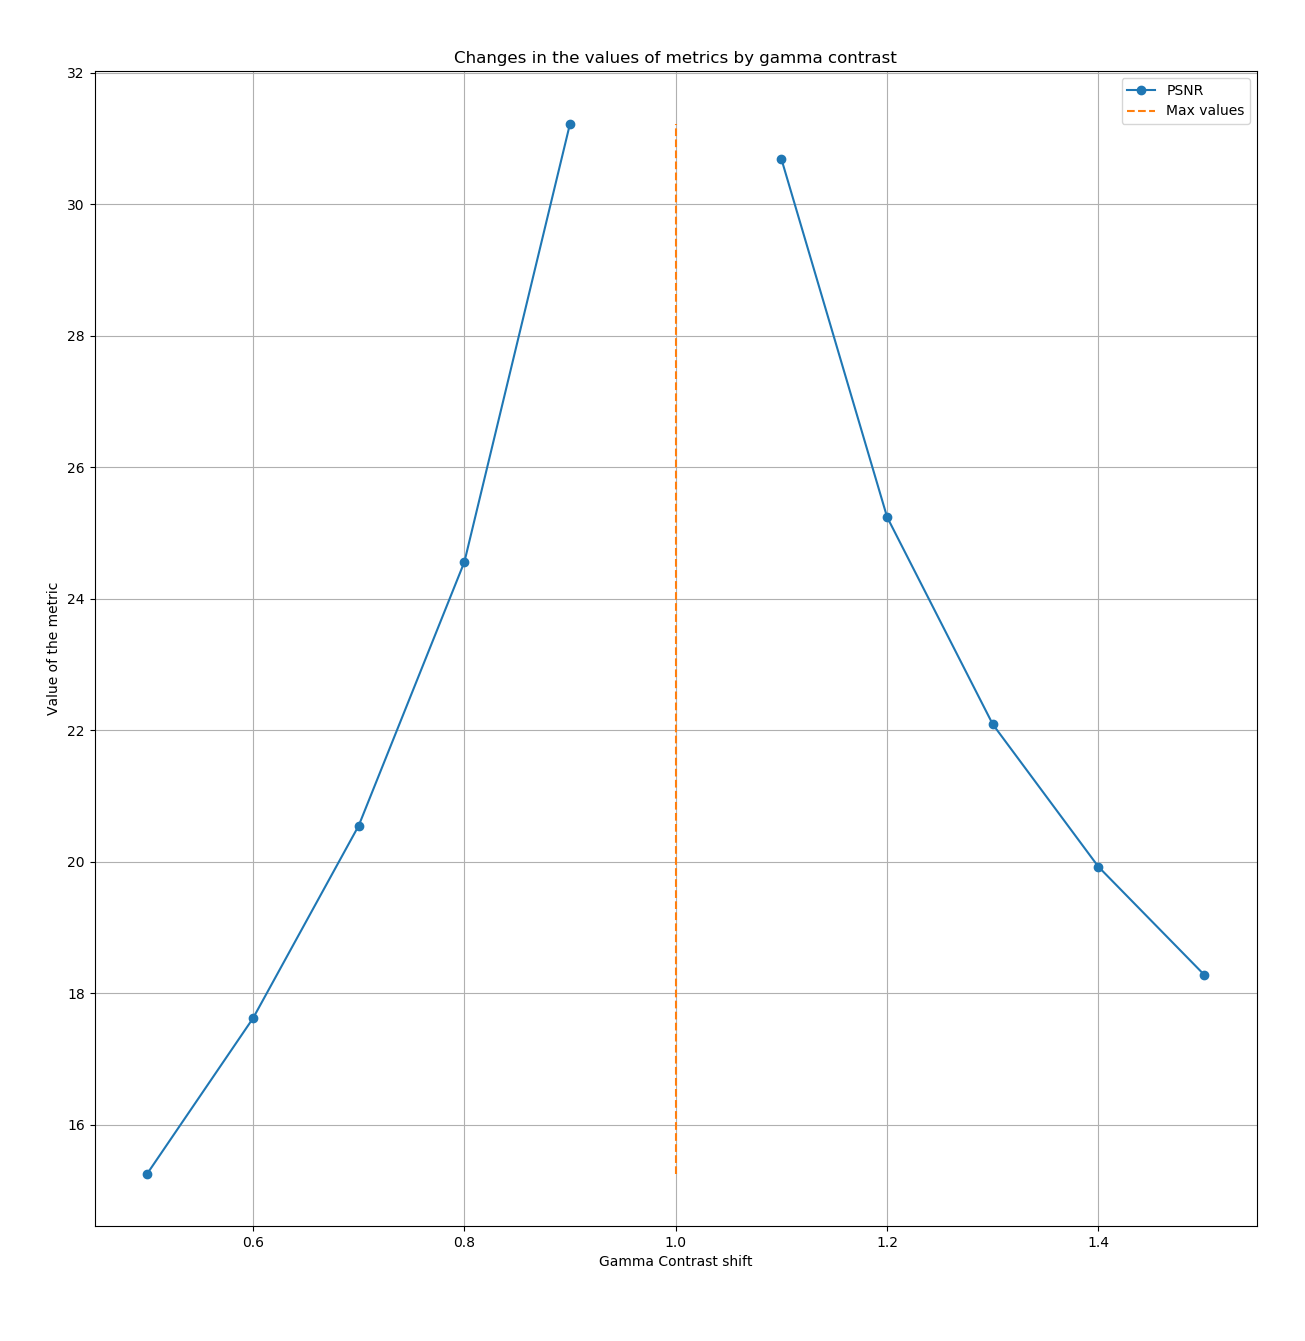 Changes in the values of metrics by gamma contrast
PSNR
Max values
32
30
28
26
24
22
20
18
16
Value of the metric
0.6
0.8
1.0
1.2
1.4
Gamma Contrast shift